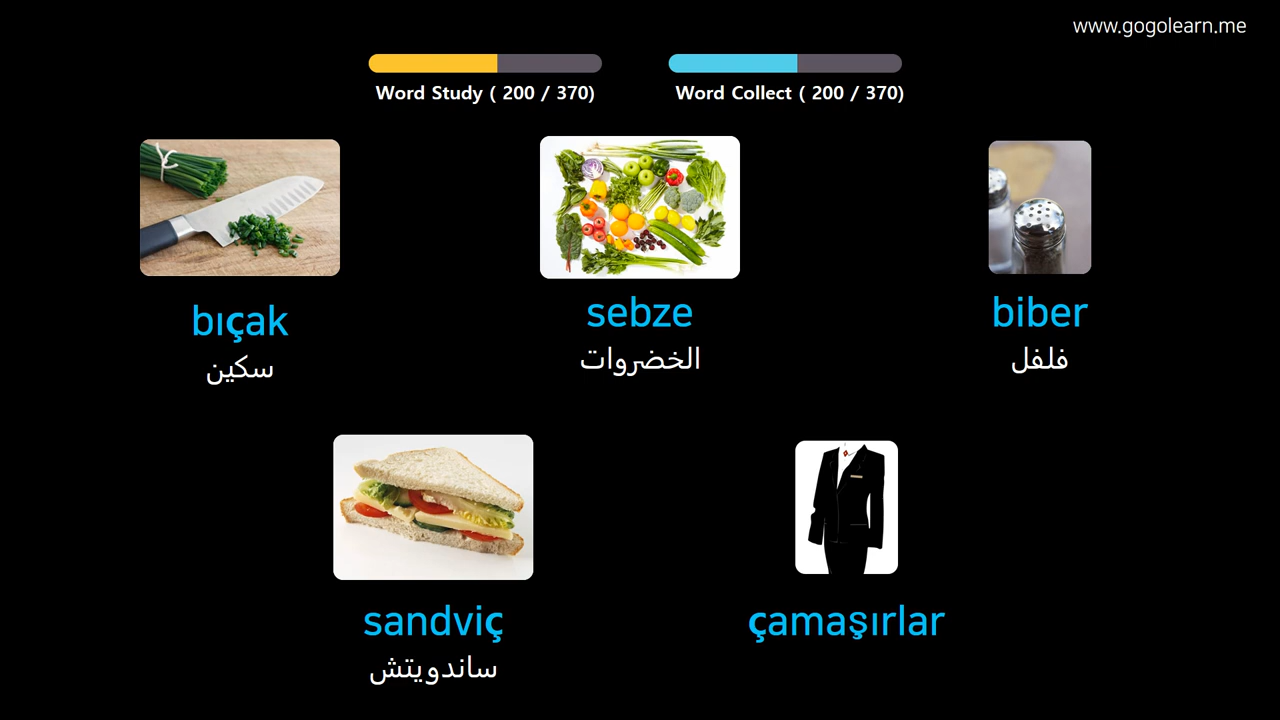 www.gogolearn.me
Word Study ( 200 / 370)
Word Collect ( 200 / 370)
bıçak
سكين
sebze
الخضروات
biber
فلفل
sandviç
ساندويتش
çamaşırlar